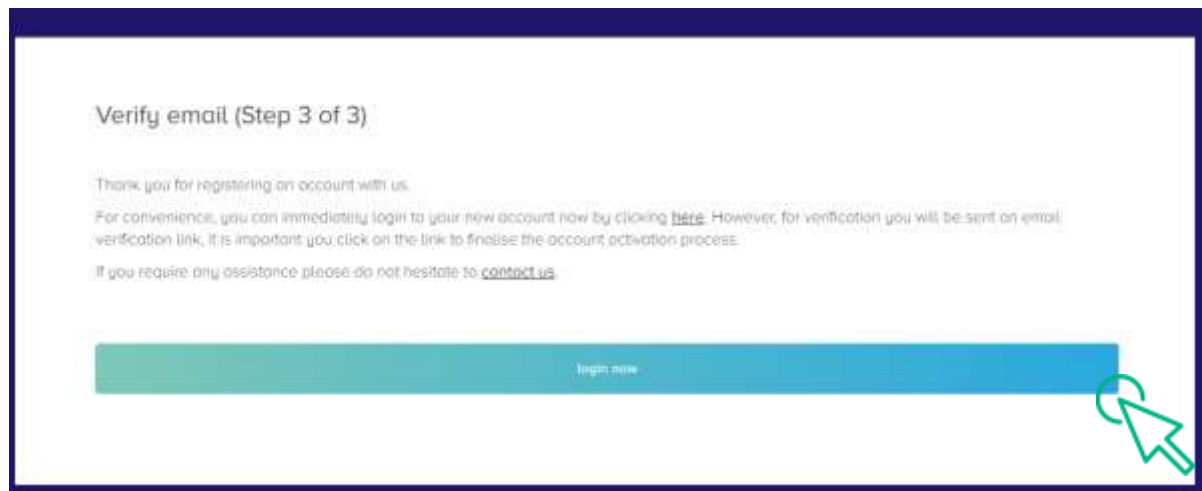 Verify email (Step 3 of 3)
Thank you for registering an account with us.
For convenience, you can immediately login to your new account now by clicking here. However, for verification you will be sent an email
verification link, it is important you click on the link to finalise the account activation process.
If you require any assistance please do not hesitate to contact us.
login now